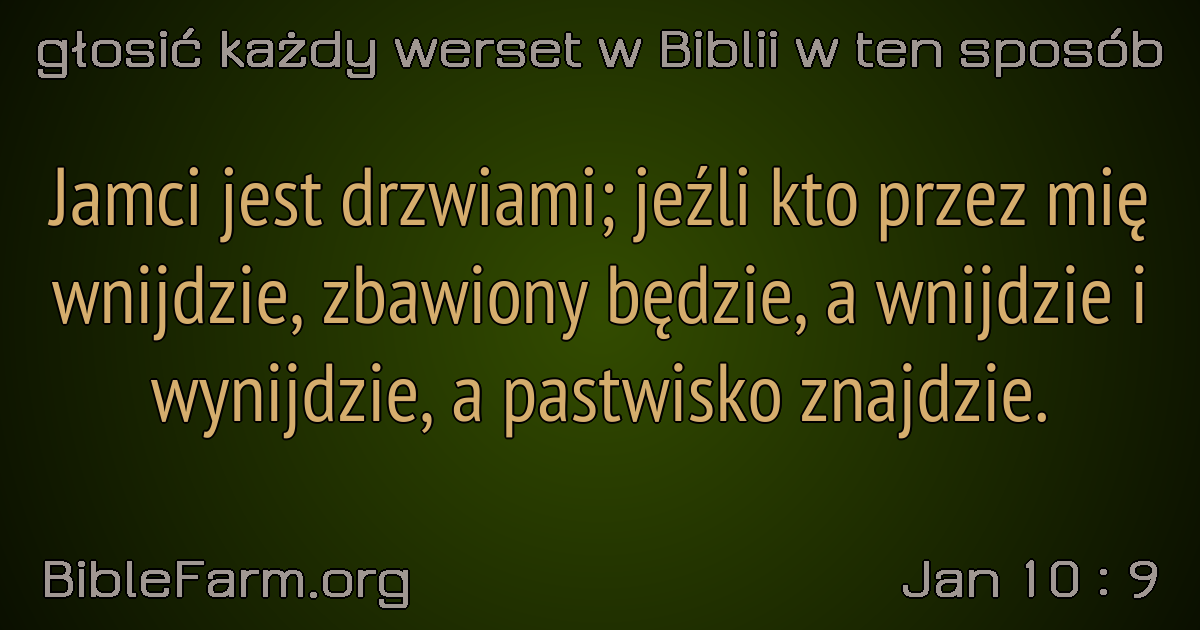 głosić każdy werset w Biblii w ten sposób
Jamci jest drzwiami; jeźli kto przez mię
wnijdzie, zbawiony będzie, a wnijdzie i
wynijdzie, a pastwisko znajdzie.
BibleFarm.org
Jan 10 : 9